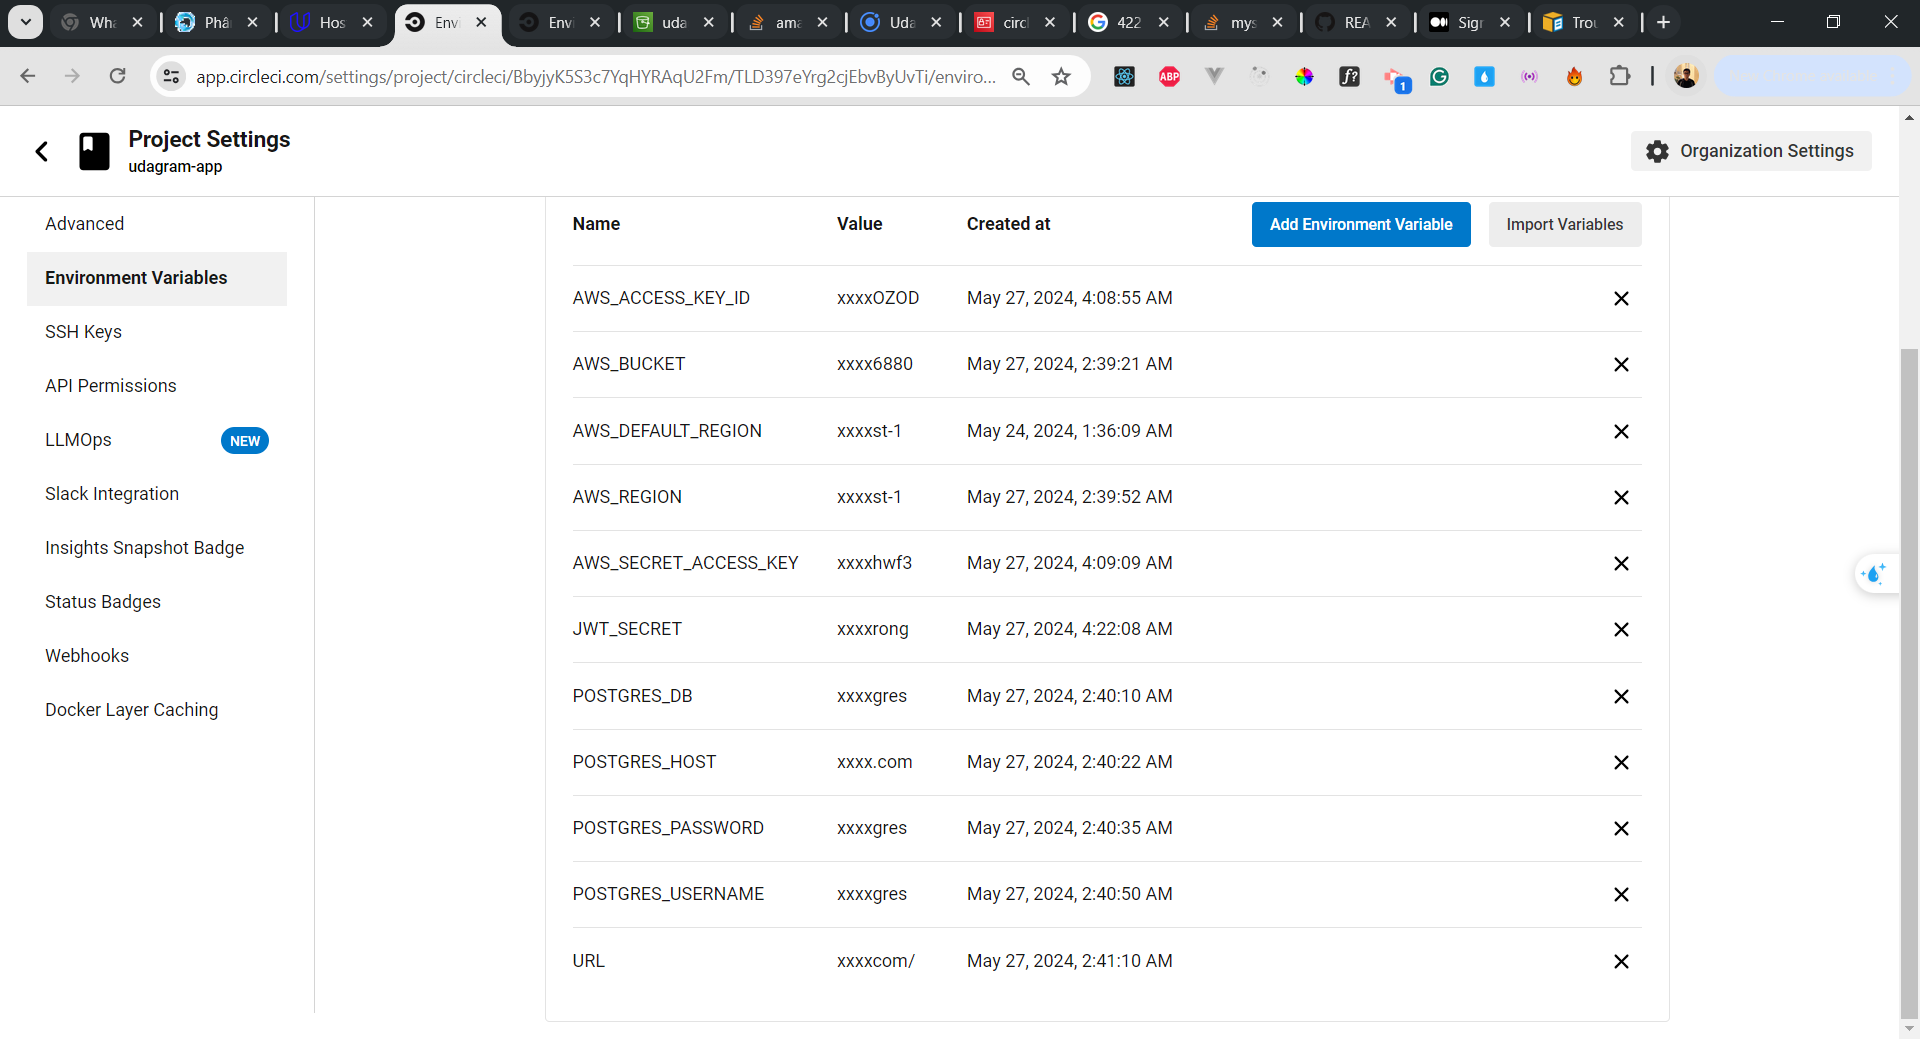 Wha
Phâ
Hos
Envi
Envi
uda
ama
Uda
circl
422
mys
REA
Sig
Trou
app.circleci.com/settings/project/circleci/BbyjyK5S3c7YqHYRAqU2Fm/TLD397eYrg2cjEbvByUvTi/enviro...
ABP
f?
1
Project Settings
udagram-app
Organization Settings
Advanced
Environment Variables
SSH Keys
API Permissions
LLMOps NEW
Slack Integration
Insights Snapshot Badge
Status Badges
Webhooks
Docker Layer Caching
Name Value Created at Add Environment Variable Import Variables
AWS_ACCESS_KEY_ID xxxxOZOD May 27, 2024, 4:08:55 AM
AWS_BUCKET xxxx6880 May 27, 2024, 2:39:21 AM
AWS_DEFAULT_REGION xxxxst-1 May 24, 2024, 1:36:09 AM
AWS_REGION xxxxst-1 May 27, 2024, 2:39:52 AM
AWS_SECRET_ACCESS_KEY xxxxhwf3 May 27, 2024, 4:09:09 AM
JWT_SECRET xxxxrong May 27, 2024, 4:22:08 AM
POSTGRES_DB xxxxgres May 27, 2024, 2:40:10 AM
POSTGRES_HOST xxxx.com May 27, 2024, 2:40:22 AM
POSTGRES_PASSWORD xxxxgres May 27, 2024, 2:40:35 AM
POSTGRES_USERNAME xxxxgres May 27, 2024, 2:40:50 AM
URL xxxxcom/ May 27, 2024, 2:41:10 AM